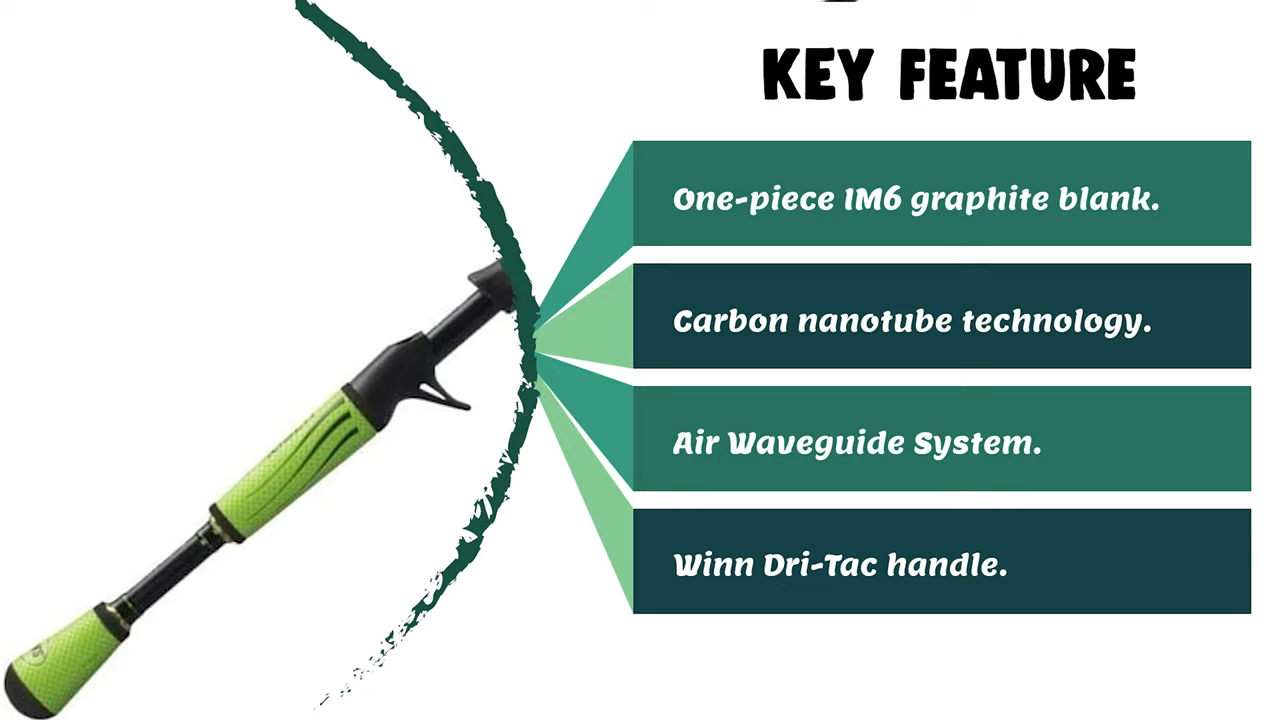 KEY FEATURE
One-piece IM6 graphite blank.
Carbon nanotube technology.
Air Waveguide System.
Winn Dri-Tac handle.